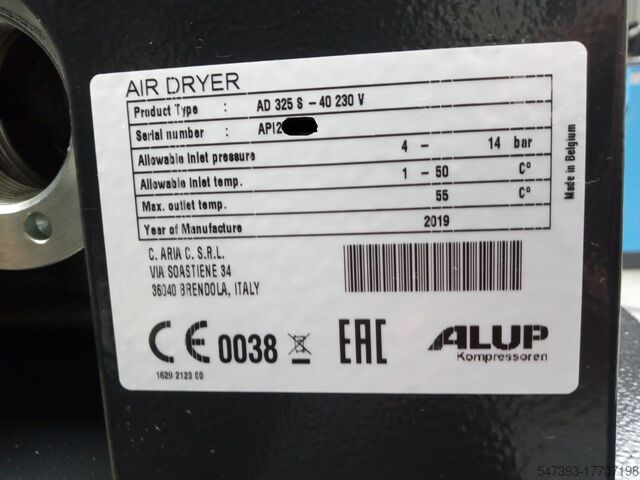 AIR DRYER
Product Type : AD 325 S - 40 230 V
Serial number : API2
Allowable Inlet pressure 4 - 14 bar
Allowable Inlet temp. 1 - 50 C°
Max. outlet temp. 55 C°
Year of Manufacture 2019
Made in Belgium
C. ARIA C. S.R.L.
VIA SOASTIENE 34
36040 BRENDOLA, ITALY
CE 0038 EAC ALUP
Kompressoren
1629 2120 00
547393-17707198